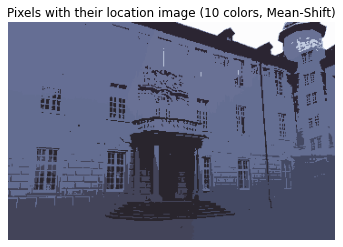 Pixels with their location image (10 colors, Mean-Shift)